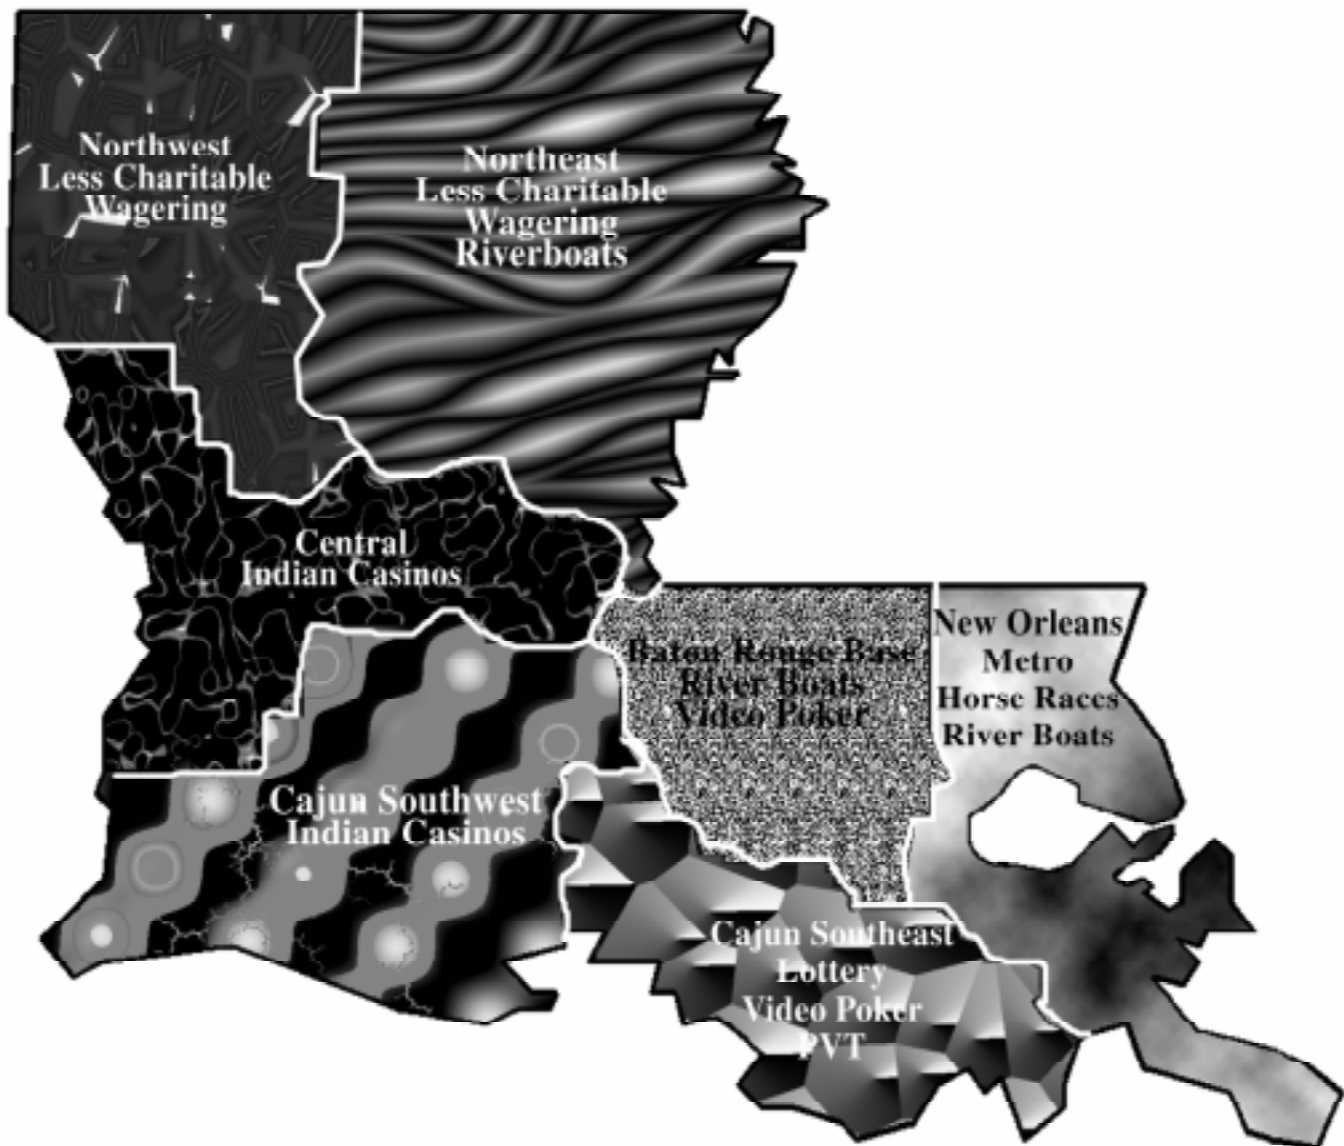 Northwest
Less Charitable
Wagering
Northeast
Less Charitable
Wagering
Riverboats
Central
Indian Casinos
Baton Rouge Base
River Boats
Video Poker
New Orleans
Metro
Horse Races
River Boats
Cajun Southwest
Indian Casinos
Cajun Southeast
Lottery
Video Poker
PVT